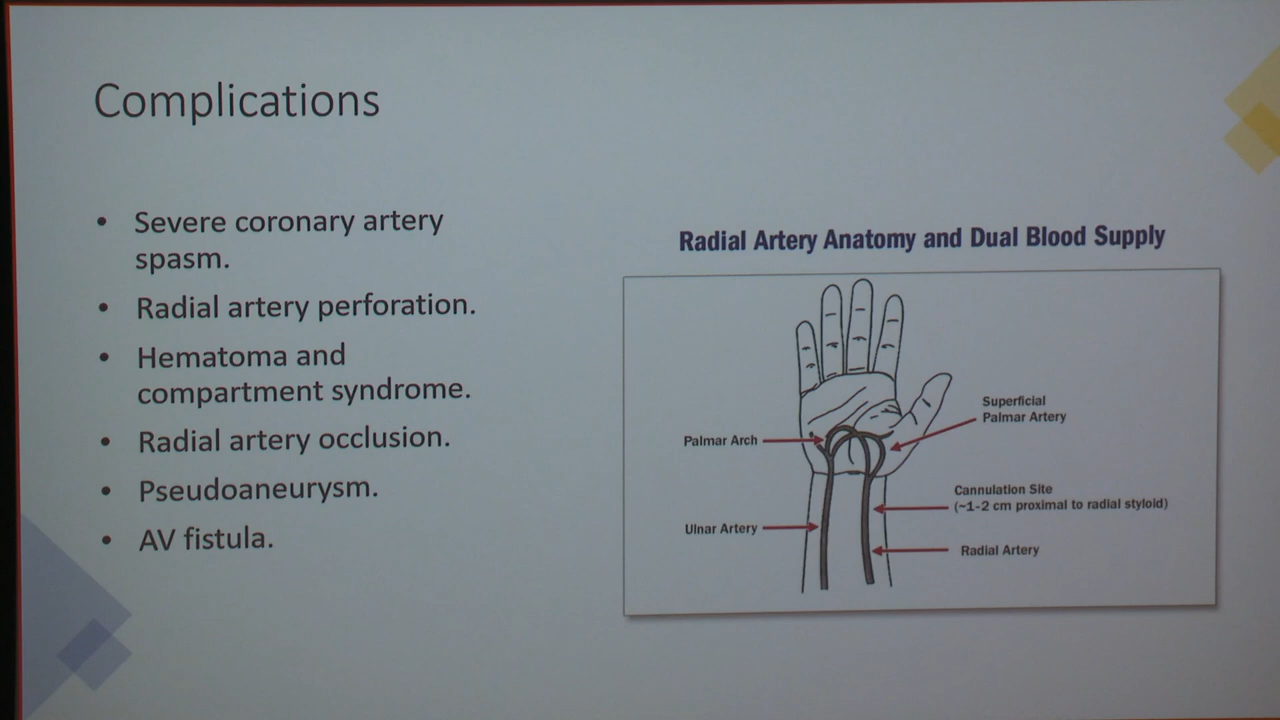 Complications
• Severe coronary artery
spasm.
• Radial artery perforation.
• Hematoma and
compartment syndrome.
• Radial artery occlusion.
• Pseudoaneurysm.
• AV fistula.
Radial Artery Anatomy and Dual Blood Supply
Superficial
Palmar Artery
Palmar Arch
Cannulation Site
(~1-2 cm proximal to radial styloid)
Ulnar Artery
Radial Artery